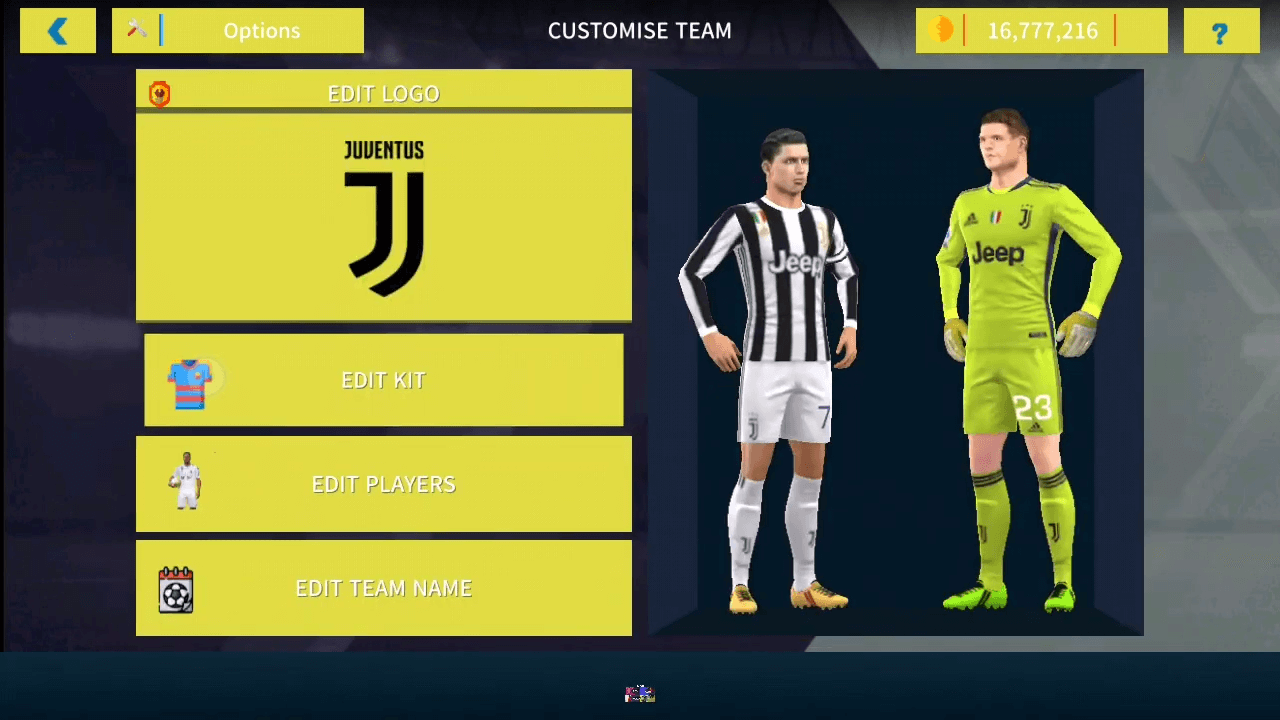 Options
CUSTOMISE TEAM
16,777,216
?
EDIT LOGO
JUVENTUS
EDIT KIT
EDIT PLAYERS
EDIT TEAM NAME
Jeep
7
Jeep
23